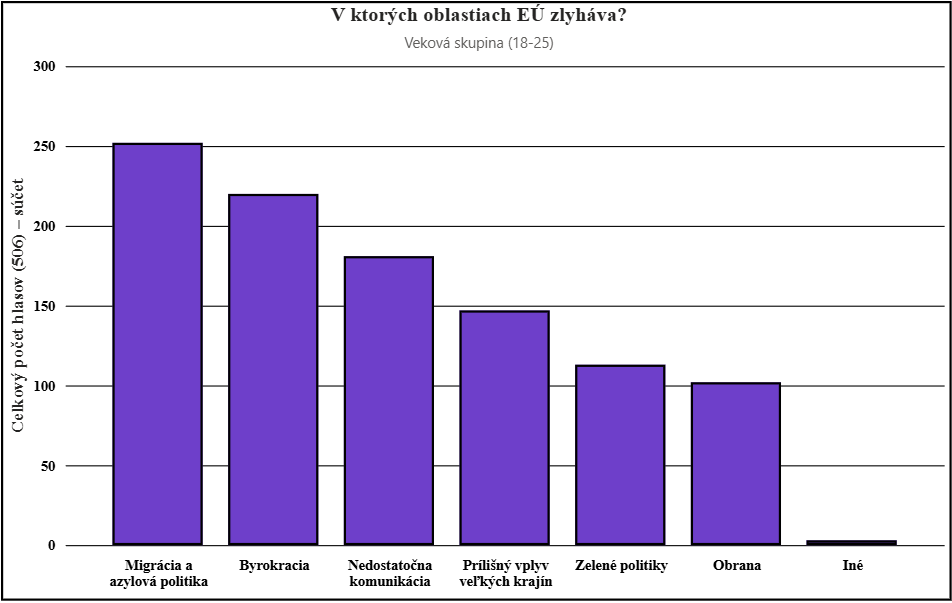 V ktorých oblastiach EÚ zlyháva?
Veková skupina (18-25)
Celkový počet hlasov (506) – súčet
300
250
200
150
100
50
0
Migrácia a
azylová politika
Byrokracia
Nedostatočna
komunikácia
Prílišný vplyv
veľkých krajín
Zelené politiky
Obrana
Iné